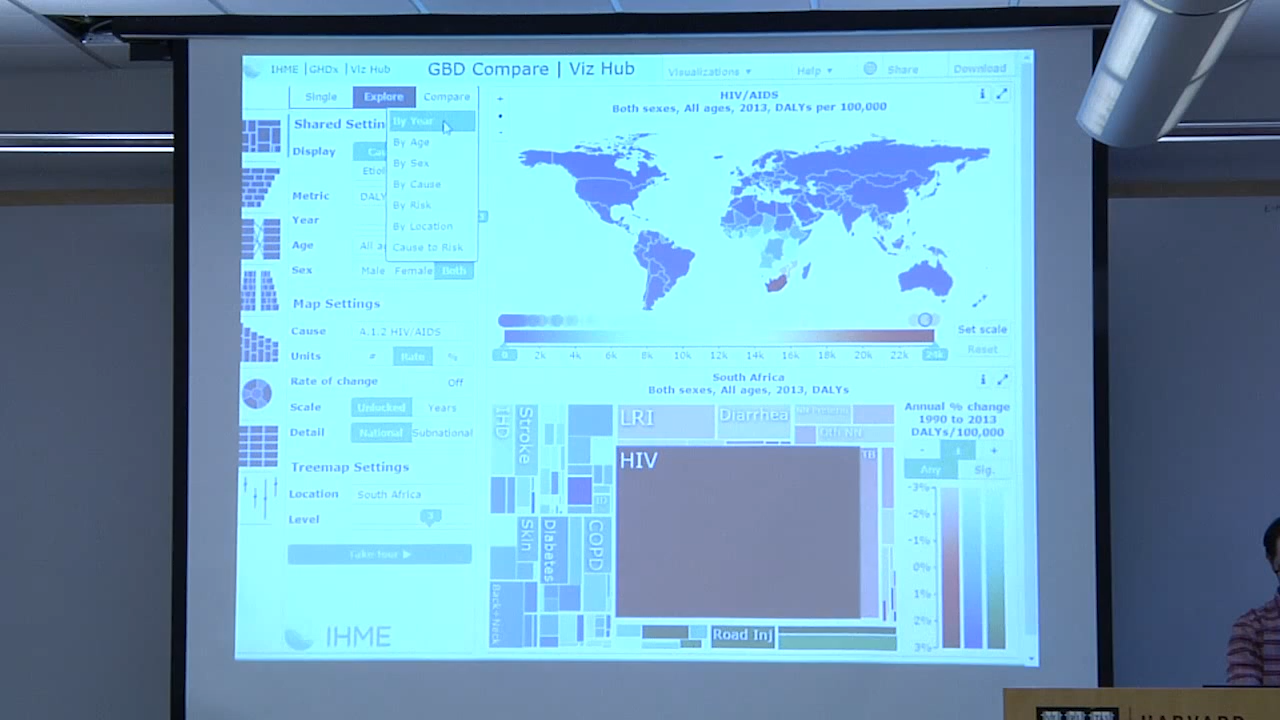 IHME | GHDx | Viz Hub
GBD Compare | Viz Hub
Visualizations ▾
Help ▾
Share
Download
Single
Explore
Compare
By Year
By Age
By Sex
By Cause
By Risk
By Location
Cause to Risk
Shared Settin
Display
Metric
DALY
Year
Age
All a
Sex
Male
Female
Both
Map Settings
Cause
A.1.2 HIV/AIDS
Units
#
Rate
%
Rate of change
Off
Scale
Unlocked
Years
Detail
National
Subnational
Treemap Settings
Location
South Africa
Level
3
Take tour ▶
IHME
HIV/AIDS
Both sexes, All ages, 2013, DALYs per 100,000
0
2k
4k
6k
8k
10k
12k
14k
16k
18k
20k
22k
24k
Set scale
Reset
South Africa
Both sexes, All ages, 2013, DALYs
IHD
Stroke
LRI
Diarrhea
HIV
TB
Skin
Diabetes
COPD
Back+Neck
Road Inj
Annual % change
1990 to 2013
DALYs/100,000
-
±
+
Any
Sig.
-3%
-2%
-1%
0%
1%
2%
3%
HARVARD